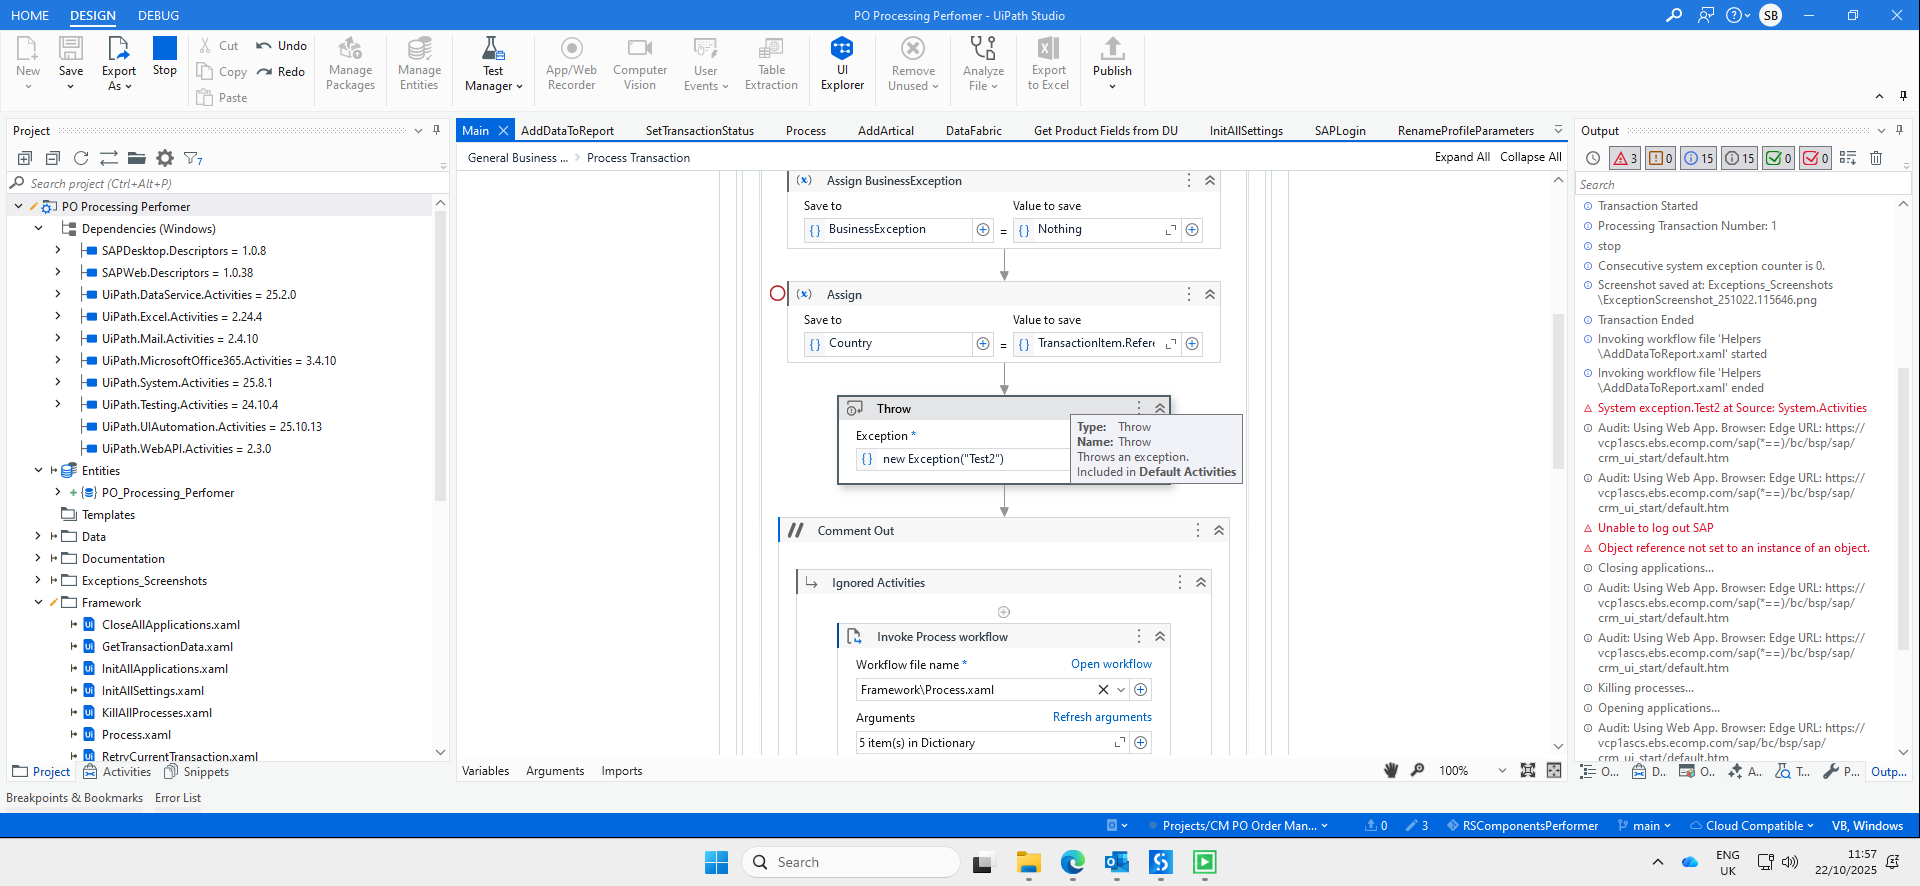 HOME DESIGN DEBUG
PO Processing Perfomer - UiPath Studio
SB
New
Save
Export As
Stop
Cut
Copy
Paste
Undo
Redo
Manage Packages
Manage Entities
Test Manager
App/Web Recorder
Computer Vision
User Events
Table Extraction
UI Explorer
Remove Unused
Analyze File
Export to Excel
Publish
Project
7
Search project (Ctrl+Alt+P)
PO Processing Perfomer
Dependencies (Windows)
SAPDesktop.Descriptors = 1.0.8
SAPWeb.Descriptors = 1.0.38
UiPath.DataService.Activities = 25.2.0
UiPath.Excel.Activities = 2.24.4
UiPath.Mail.Activities = 2.4.10
UiPath.MicrosoftOffice365.Activities = 3.4.10
UiPath.System.Activities = 25.8.1
UiPath.Testing.Activities = 24.10.4
UiPath.UIAutomation.Activities = 25.10.13
UiPath.WebAPI.Activities = 2.3.0
Entities
PO_Processing_Perfomer
Templates
Data
Documentation
Exceptions_Screenshots
Framework
CloseAllApplications.xaml
GetTransactionData.xaml
InitAllApplications.xaml
InitAllSettings.xaml
KillAllProcesses.xaml
Process.xaml
RetryCurrentTransaction.xaml
Project Activities Snippets
Main AddDataToReport SetTransactionStatus Process AddArtical DataFabric Get Product Fields from DU InitAllSettings SAPLogin RenameProfileParameters
General Business ... > Process Transaction
Expand All Collapse All
(x) Assign BusinessException
Save to Value to save
BusinessException = Nothing
(x) Assign
Save to Value to save
Country = TransactionItem.Refere
Throw
Exception *
new Exception("Test2")
Type: Throw
Name: Throw
Throws an exception.
Included in Default Activities
// Comment Out
Ignored Activities
Invoke Process workflow
Workflow file name * Open workflow
Framework\Process.xaml
Arguments Refresh arguments
5 item(s) in Dictionary
Variables Arguments Imports
100%
Output
3 0 15 15 0 0
Search
Transaction Started
Processing Transaction Number: 1
stop
Consecutive system exception counter is 0.
Screenshot saved at: Exceptions_Screenshots
\ExceptionScreenshot_251022.115646.png
Transaction Ended
Invoking workflow file 'Helpers
\AddDataToReport.xaml' started
Invoking workflow file 'Helpers
\AddDataToReport.xaml' ended
System exception.Test2 at Source: System.Activities
Audit: Using Web App. Browser: Edge URL: https://
vcp1ascs.ebs.ecomp.com/sap(*==)/bc/bsp/sap/
crm_ui_start/default.htm
Audit: Using Web App. Browser: Edge URL: https://
vcp1ascs.ebs.ecomp.com/sap(*==)/bc/bsp/sap/
crm_ui_start/default.htm
Unable to log out SAP
Object reference not set to an instance of an object.
Closing applications...
Audit: Using Web App. Browser: Edge URL: https://
vcp1ascs.ebs.ecomp.com/sap(*==)/bc/bsp/sap/
crm_ui_start/default.htm
Audit: Using Web App. Browser: Edge URL: https://
vcp1ascs.ebs.ecomp.com/sap(*==)/bc/bsp/sap/
crm_ui_start/default.htm
Killing processes...
Opening applications...
Audit: Using Web App. Browser: Edge URL: https://
vcp1ascs.ebs.ecomp.com/sap/bc/bsp/sap/
crm_ui_start/default.htm
O... D... O... A... T... P... Outp...
Breakpoints & Bookmarks Error List
Projects/CM PO Order Man... 0 3 RSComponentsPerformer main Cloud Compatible VB, Windows
Search
ENG
UK
11:57
22/10/2025